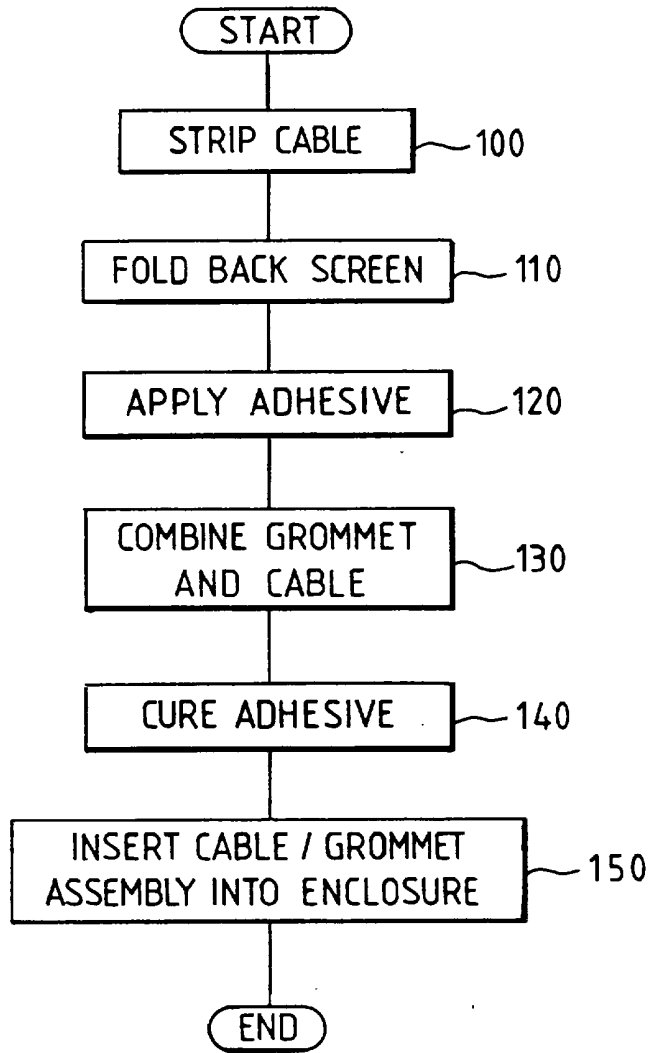 START
STRIP CABLE
100
FOLD BACK SCREEN
110
APPLY ADHESIVE
120
COMBINE GROMMET
AND CABLE
130
CURE ADHESIVE
140
INSERT CABLE / GROMMET
ASSEMBLY INTO ENCLOSURE
150
END